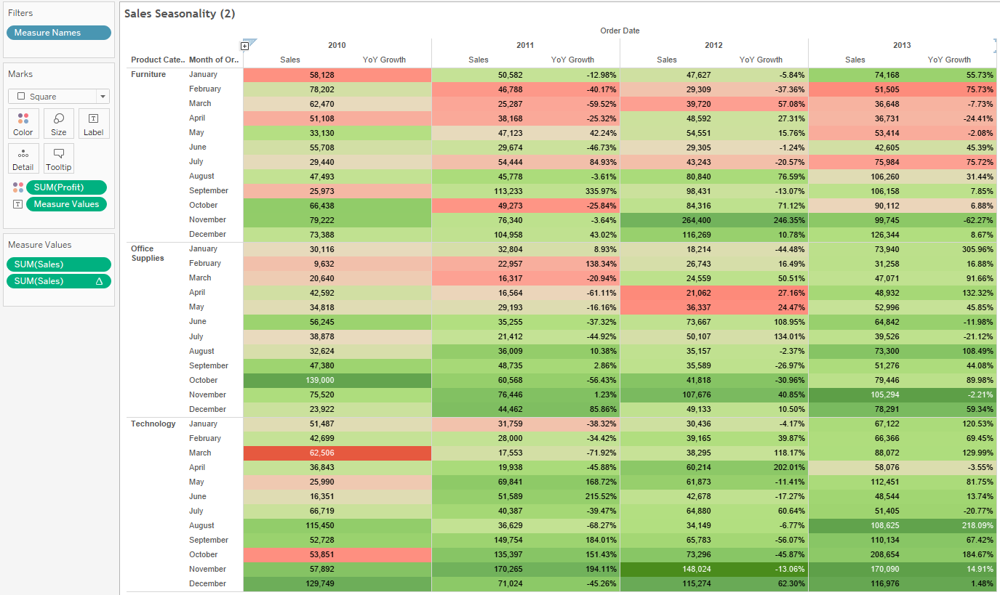 Filters
Measure Names
Marks
Square
Color Size Label
Detail Tooltip
SUM(Profit)
Measure Values
Measure Values
SUM(Sales)
SUM(Sales) Δ
Sales Seasonality (2)
Order Date
2010 2011 2012 2013
Product Cate.. Month of Or.. Sales YoY Growth Sales YoY Growth Sales YoY Growth Sales YoY Growth
Furniture January 58,128 50,582 -12.98% 47,627 -5.84% 74,168 55.73%
February 78,202 46,788 -40.17% 29,309 -37.36% 51,505 75.73%
March 62,470 25,287 -59.52% 39,720 57.08% 36,648 -7.73%
April 51,108 38,168 -25.32% 48,592 27.31% 36,731 -24.41%
May 33,130 47,123 42.24% 54,551 15.76% 53,414 -2.08%
June 55,708 29,674 -46.73% 29,305 -1.24% 42,605 45.39%
July 29,440 54,444 84.93% 43,243 -20.57% 75,984 75.72%
August 47,493 45,778 -3.61% 80,840 76.59% 106,260 31.44%
September 25,973 113,233 335.97% 98,431 -13.07% 106,158 7.85%
October 66,438 49,273 -25.84% 84,316 71.12% 90,112 6.88%
November 79,222 76,340 -3.64% 264,400 246.35% 99,745 -62.27%
December 73,388 104,958 43.02% 116,269 10.78% 126,344 8.67%
Office Supplies January 30,116 32,804 8.93% 18,214 -44.48% 73,940 305.96%
February 9,632 22,957 138.34% 26,743 16.49% 31,258 16.88%
March 20,640 16,317 -20.94% 24,559 50.51% 47,071 91.66%
April 42,592 16,564 -61.11% 21,062 27.16% 48,932 132.32%
May 34,818 29,193 -16.16% 36,337 24.47% 52,996 45.85%
June 56,245 35,255 -37.32% 73,667 108.95% 64,842 -11.98%
July 38,878 21,412 -44.92% 50,107 134.01% 39,526 -21.12%
August 32,624 36,009 10.38% 35,157 -2.37% 73,300 108.49%
September 47,380 48,735 2.86% 35,589 -26.97% 51,276 44.08%
October 139,000 60,568 -56.43% 41,818 -30.96% 79,446 89.98%
November 75,520 76,446 1.23% 107,676 40.85% 105,294 -2.21%
December 23,922 44,462 85.86% 49,133 10.50% 78,291 59.34%
Technology January 51,487 31,759 -38.32% 30,436 -4.17% 67,122 120.53%
February 42,699 28,000 -34.42% 39,165 39.87% 66,366 69.45%
March 62,506 17,553 -71.92% 38,295 118.17% 88,072 129.99%
April 36,843 19,938 -45.88% 60,214 202.01% 58,076 -3.55%
May 25,990 69,841 168.72% 61,873 -11.41% 112,451 81.75%
June 16,351 51,589 215.52% 42,678 -17.27% 48,544 13.74%
July 66,719 40,387 -39.47% 64,880 60.64% 51,405 -20.77%
August 115,450 36,629 -68.27% 34,149 -6.77% 108,625 218.09%
September 52,728 149,754 184.01% 65,783 -56.07% 110,134 67.42%
October 53,851 135,397 151.43% 73,296 -45.87% 208,654 184.67%
November 57,892 170,265 194.11% 148,024 -13.06% 170,090 14.91%
December 129,749 71,024 -45.26% 115,274 62.30% 116,976 1.48%